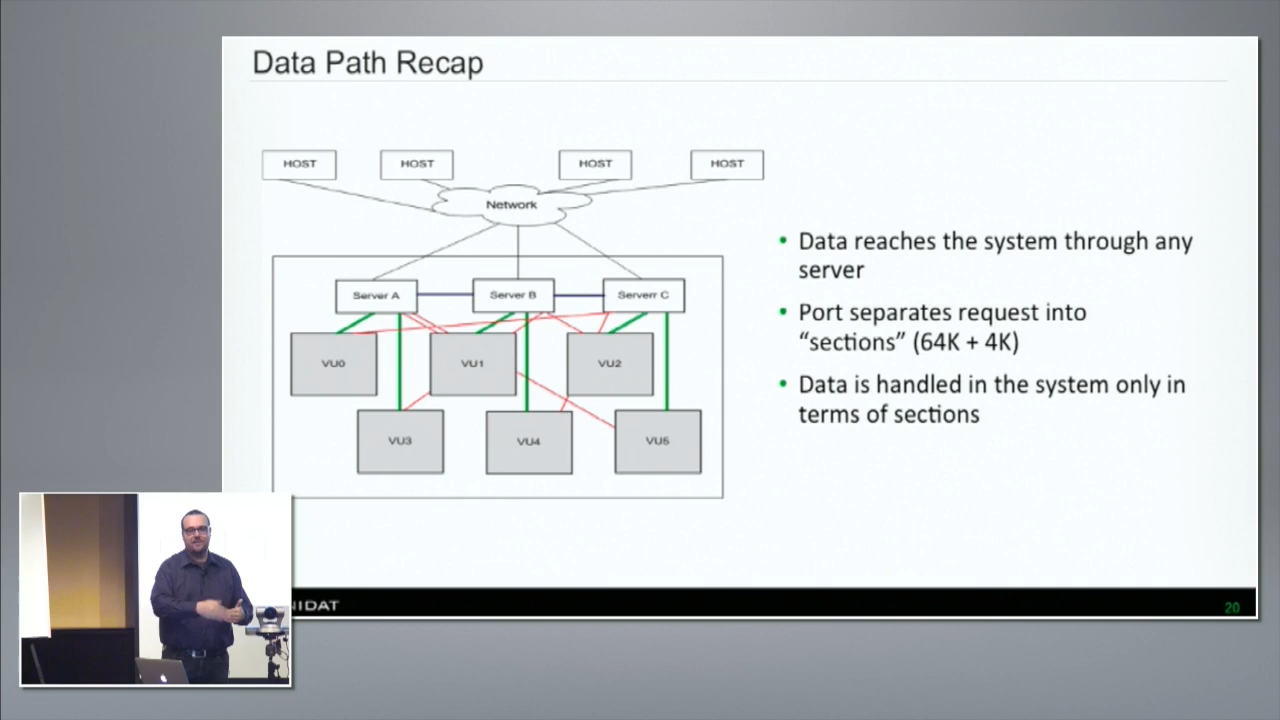 Data Path Recap
HOST HOST HOST HOST
Network
Server A Server B Serverr C
VU0 VU1 VU2
VU3 VU4 VU5
• Data reaches the system through any
server
• Port separates request into
“sections” (64K + 4K)
• Data is handled in the system only in
terms of sections
NIDAT
20